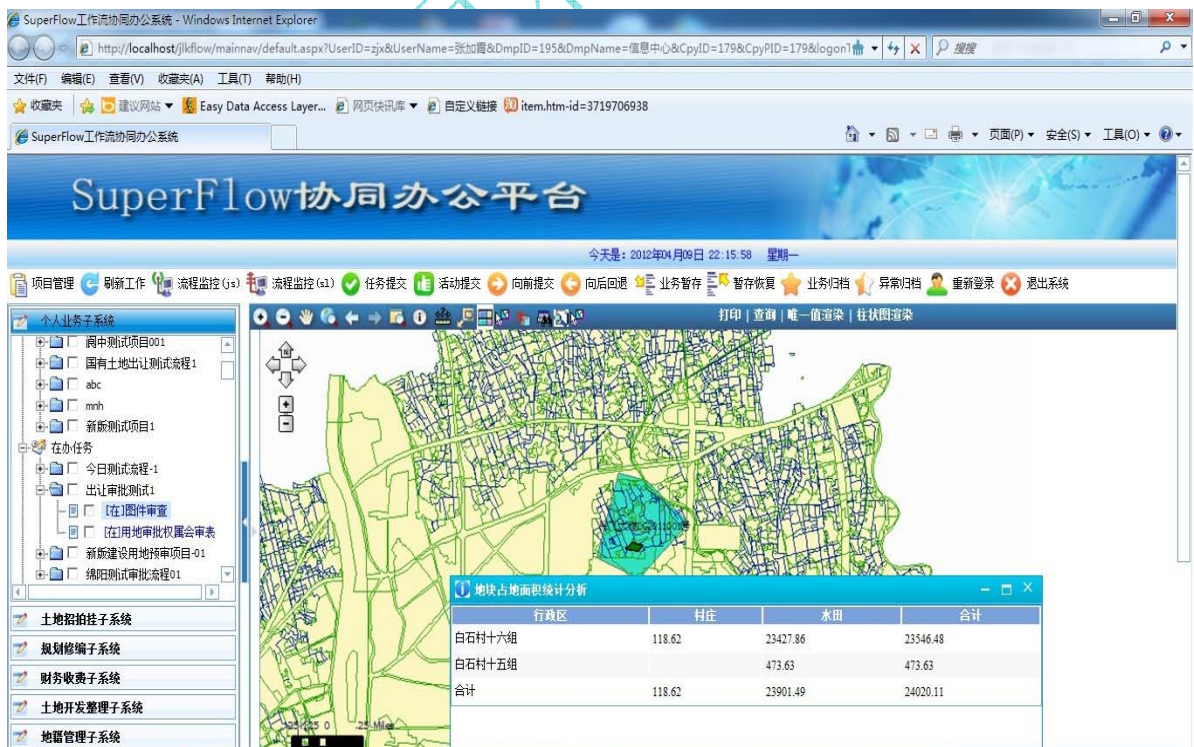 SuperFlow工作流协同办公系统 - Windows Internet Explorer
http://localhost/jlkflow/mainnav/default.aspx?UserID=zjx&UserName=张加霞&DmpID=195&DmpName=信息中心&CpyID=179&CpyPID=179&logonT
搜搜
文件(F) 编辑(E) 查看(V) 收藏夹(A) 工具(T) 帮助(H)
收藏夹 建议网站 Easy Data Access Layer... 网页快讯库 自定义链接 item.htm-id=3719706938
SuperFlow工作流协同办公系统 页面(P) 安全(S) 工具(O)
SuperFlow协同办公平台
今天是：2012年04月09日 22:15:58 星期一
项目管理 刷新工作 流程监控(js) 流程监控(sl) 任务提交 活动提交 向前提交 向后回退 业务暂存 暂存恢复 业务归档 异常归档 重新登录 退出系统
个人业务子系统
打印 | 查询 | 唯一值渲染 | 柱状图渲染
阆中测试项目001
国有土地出让测试流程1
abc
mnh
新版测试项目1
在办任务
今日测试流程-1
出让审批测试1
[在]图件审查
[在]用地审批权属会审表
新版建设用地预审项目-01
绵阳测试审批流程01
土地招拍挂子系统
规划修编子系统
财务收费子系统
土地开发整理子系统
地籍管理子系统
地块占地面积统计分析
行政区 村庄 水田 合计
白石村十六组 118.62 23427.86 23546.48
白石村十五组 473.63 473.63
合计 118.62 23901.49 24020.11